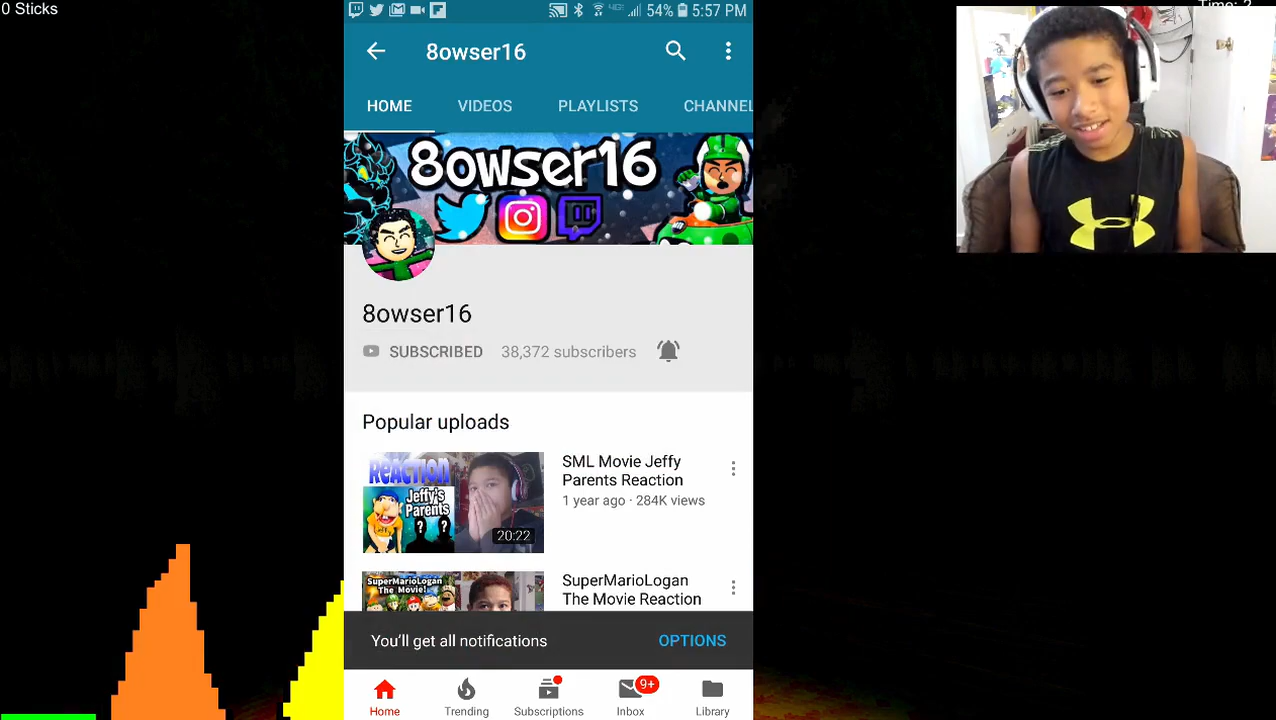 0 Sticks
54% 5:57 PM
8owser16
HOME VIDEOS PLAYLISTS CHANNEL
8owser16
8owser16
SUBSCRIBED 38,372 subscribers
Popular uploads
REACTION
Jeffy's
Parents
? ?
20:22
SML Movie Jeffy
Parents Reaction
1 year ago · 284K views
SuperMarioLogan
The Movie!
SuperMarioLogan
The Movie Reaction
You'll get all notifications OPTIONS
9+
Home Trending Subscriptions Inbox Library